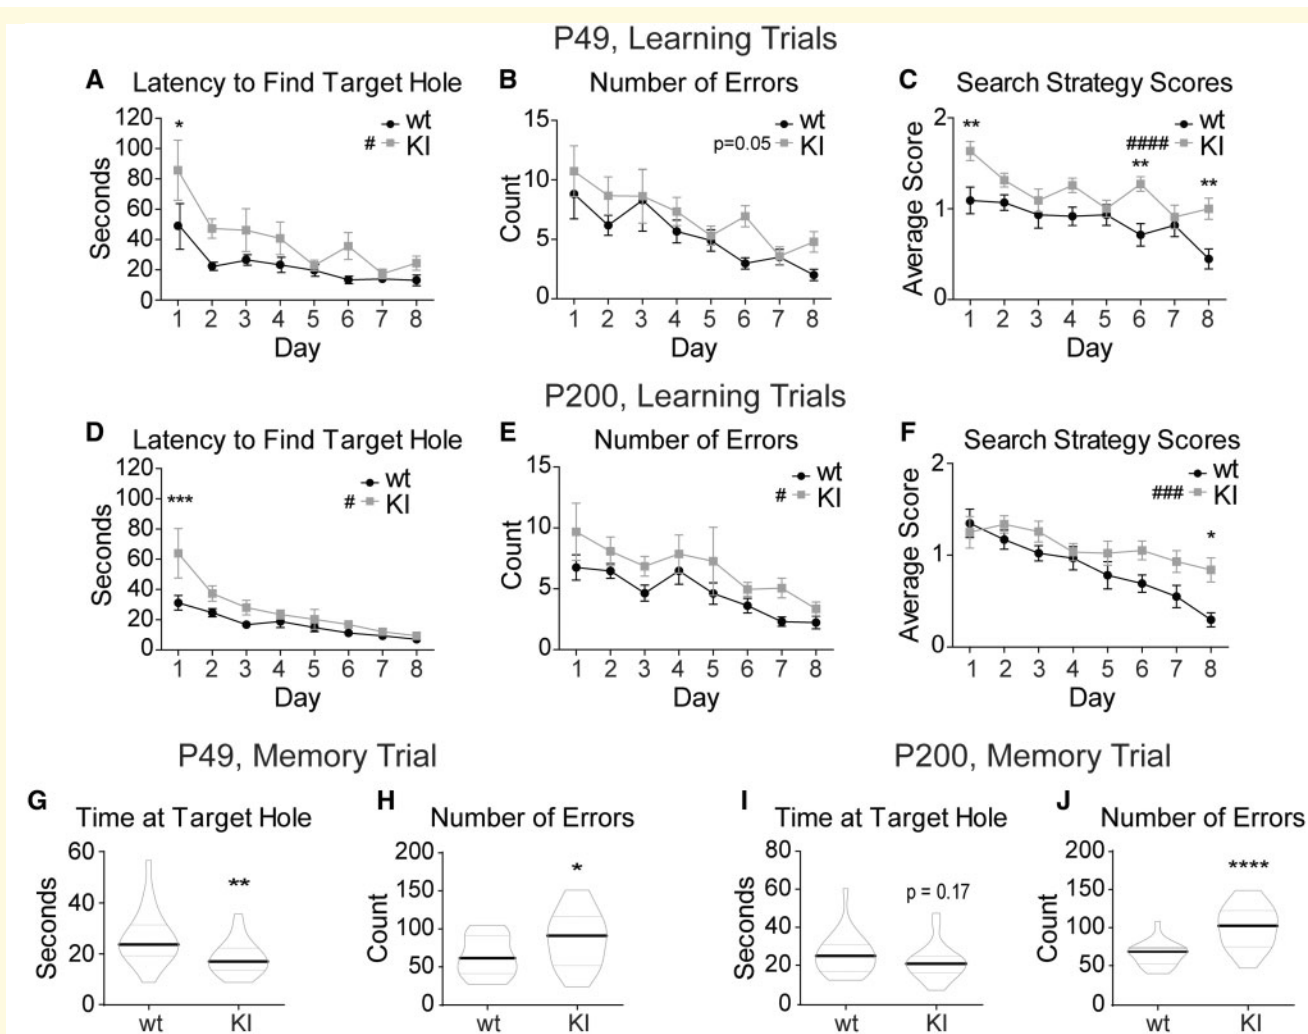 P49, Learning Trials
A Latency to Find Target Hole
120
100
80
60
40
20
0
Seconds
*
wt
# KI
1 2 3 4 5 6 7 8
Day
B Number of Errors
15
10
5
0
Count
wt
p=0.05 KI
1 2 3 4 5 6 7 8
Day
C Search Strategy Scores
2
1
0
Average Score
**
wt
#### KI
**
**
1 2 3 4 5 6 7 8
Day
P200, Learning Trials
D Latency to Find Target Hole
120
100
80
60
40
20
0
Seconds
***
wt
# KI
1 2 3 4 5 6 7 8
Day
E Number of Errors
15
10
5
0
Count
wt
# KI
1 2 3 4 5 6 7 8
Day
F Search Strategy Scores
2
1
0
Average Score
wt
### KI
*
1 2 3 4 5 6 7 8
Day
P49, Memory Trial
G Time at Target Hole
60
40
20
0
Seconds
**
wt KI
H Number of Errors
200
150
100
50
0
Count
*
wt KI
P200, Memory Trial
I Time at Target Hole
80
60
40
20
0
Seconds
p = 0.17
wt KI
J Number of Errors
200
150
100
50
0
Count
****
wt KI